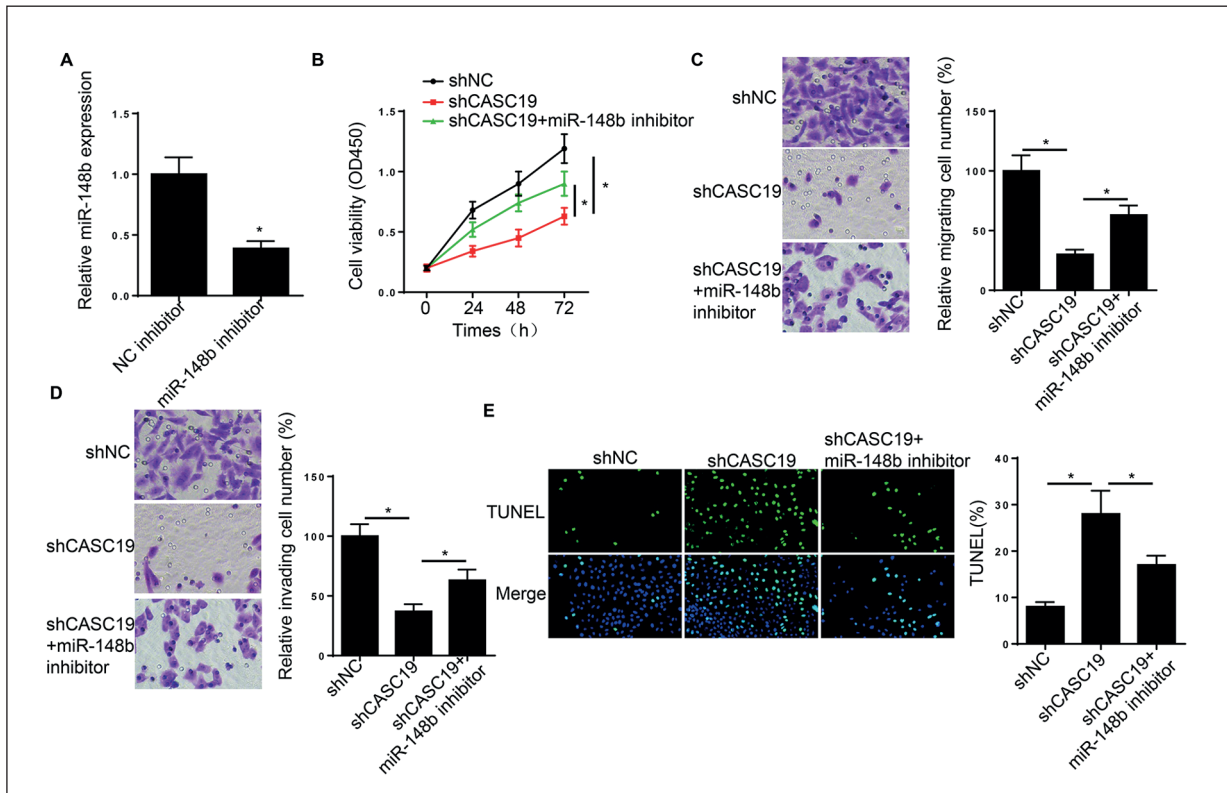 A
Relative miR-148b expression
1.5
1.0
0.5
0.0
*
NC inhibitor
miR-148b inhibitor
B
shNC
shCASC19
shCASC19+miR-148b inhibitor
Cell viability (OD450)
1.5
1.0
0.5
0.0
0
24
48
72
Times（h）
*
*
C
shNC
shCASC19
shCASC19
+miR-148b
inhibitor
Relative migrating cell number (%)
150
100
50
0
*
*
shNC
shCASC19
shCASC19+
miR-148b inhibitor
D
shNC
shCASC19
shCASC19
+miR-148b
inhibitor
Relative invading cell number (%)
150
100
50
0
*
*
shNC
shCASC19
shCASC19+
miR-148b inhibitor
E
shNC
shCASC19
shCASC19+
miR-148b inhibitor
TUNEL
Merge
TUNEL(%)
40
30
20
10
0
*
*
shNC
shCASC19
shCASC19+
miR-148b inhibitor